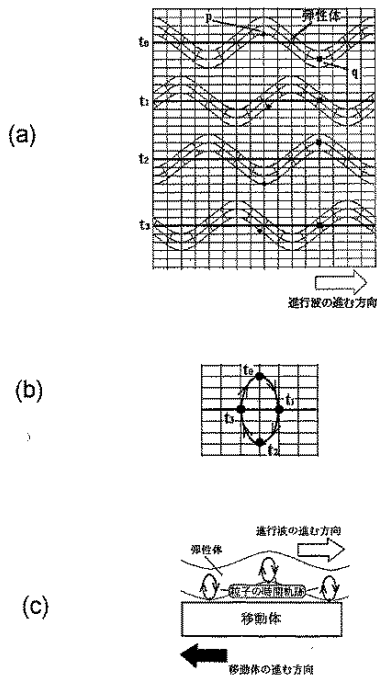 (a)
p
弾性体
t₀
q
t₁
t₂
t₃
進行波の進む方向
(b)
t₀
t₁
t₃
t₂
(c)
進行波の進む方向
弾性体
粒子の時間軌跡
移動体
移動体の進む方向